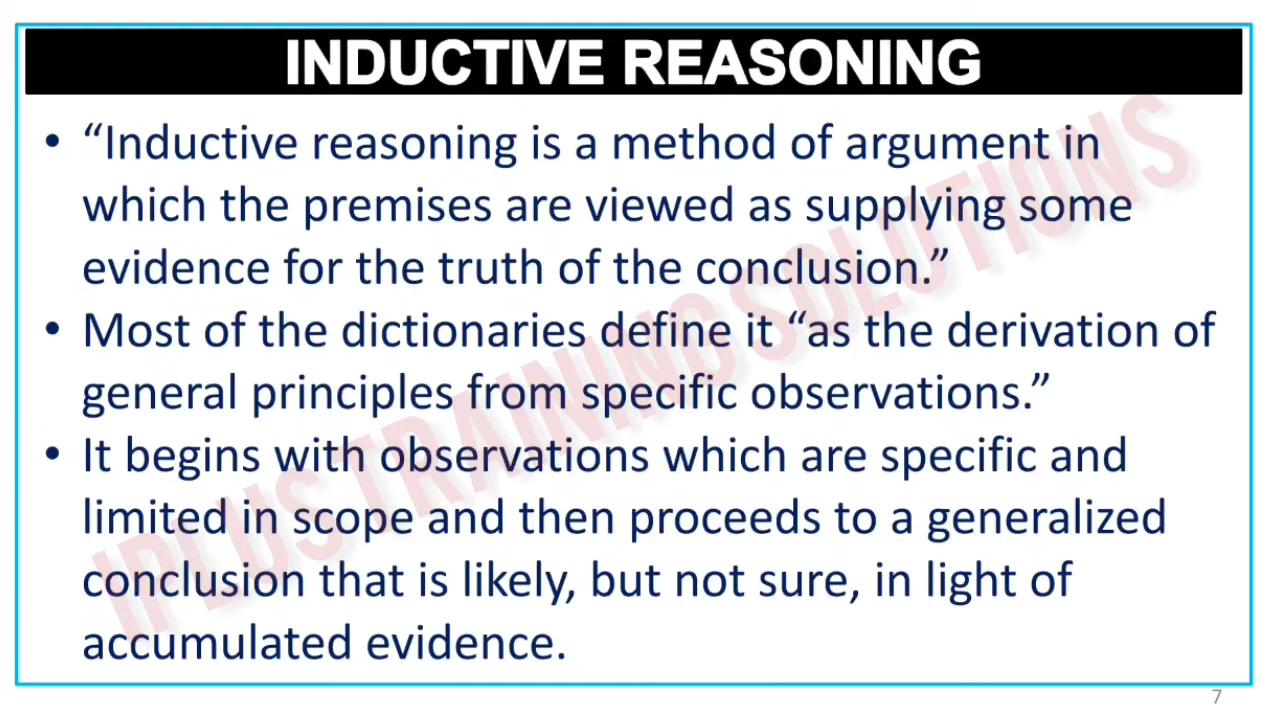 INDUCTIVE REASONING
• “Inductive reasoning is a method of argument in
which the premises are viewed as supplying some
evidence for the truth of the conclusion.”
• Most of the dictionaries define it “as the derivation of
general principles from specific observations.”
• It begins with observations which are specific and
limited in scope and then proceeds to a generalized
conclusion that is likely, but not sure, in light of
accumulated evidence.
IPLUS TRAINING SOLUTIONS
7